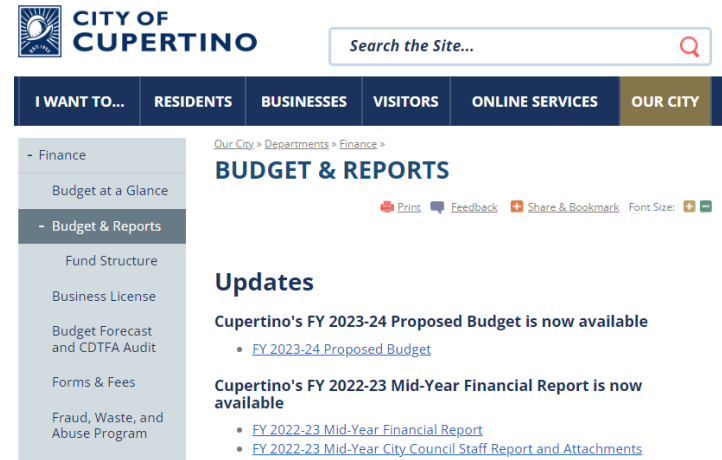 CITY OF
CUPERTINO
EST. 1955
Search the Site...
I WANT TO...
RESIDENTS
BUSINESSES
VISITORS
ONLINE SERVICES
OUR CITY
- Finance
Budget at a Glance
- Budget & Reports
Fund Structure
Business License
Budget Forecast
and CDTFA Audit
Forms & Fees
Fraud, Waste, and
Abuse Program
Our City » Departments » Finance »
BUDGET & REPORTS
Print Feedback Share & Bookmark Font Size: + -
Updates
Cupertino's FY 2023-24 Proposed Budget is now available
• FY 2023-24 Proposed Budget
Cupertino's FY 2022-23 Mid-Year Financial Report is now
available
• FY 2022-23 Mid-Year Financial Report
• FY 2022-23 Mid-Year City Council Staff Report and Attachments